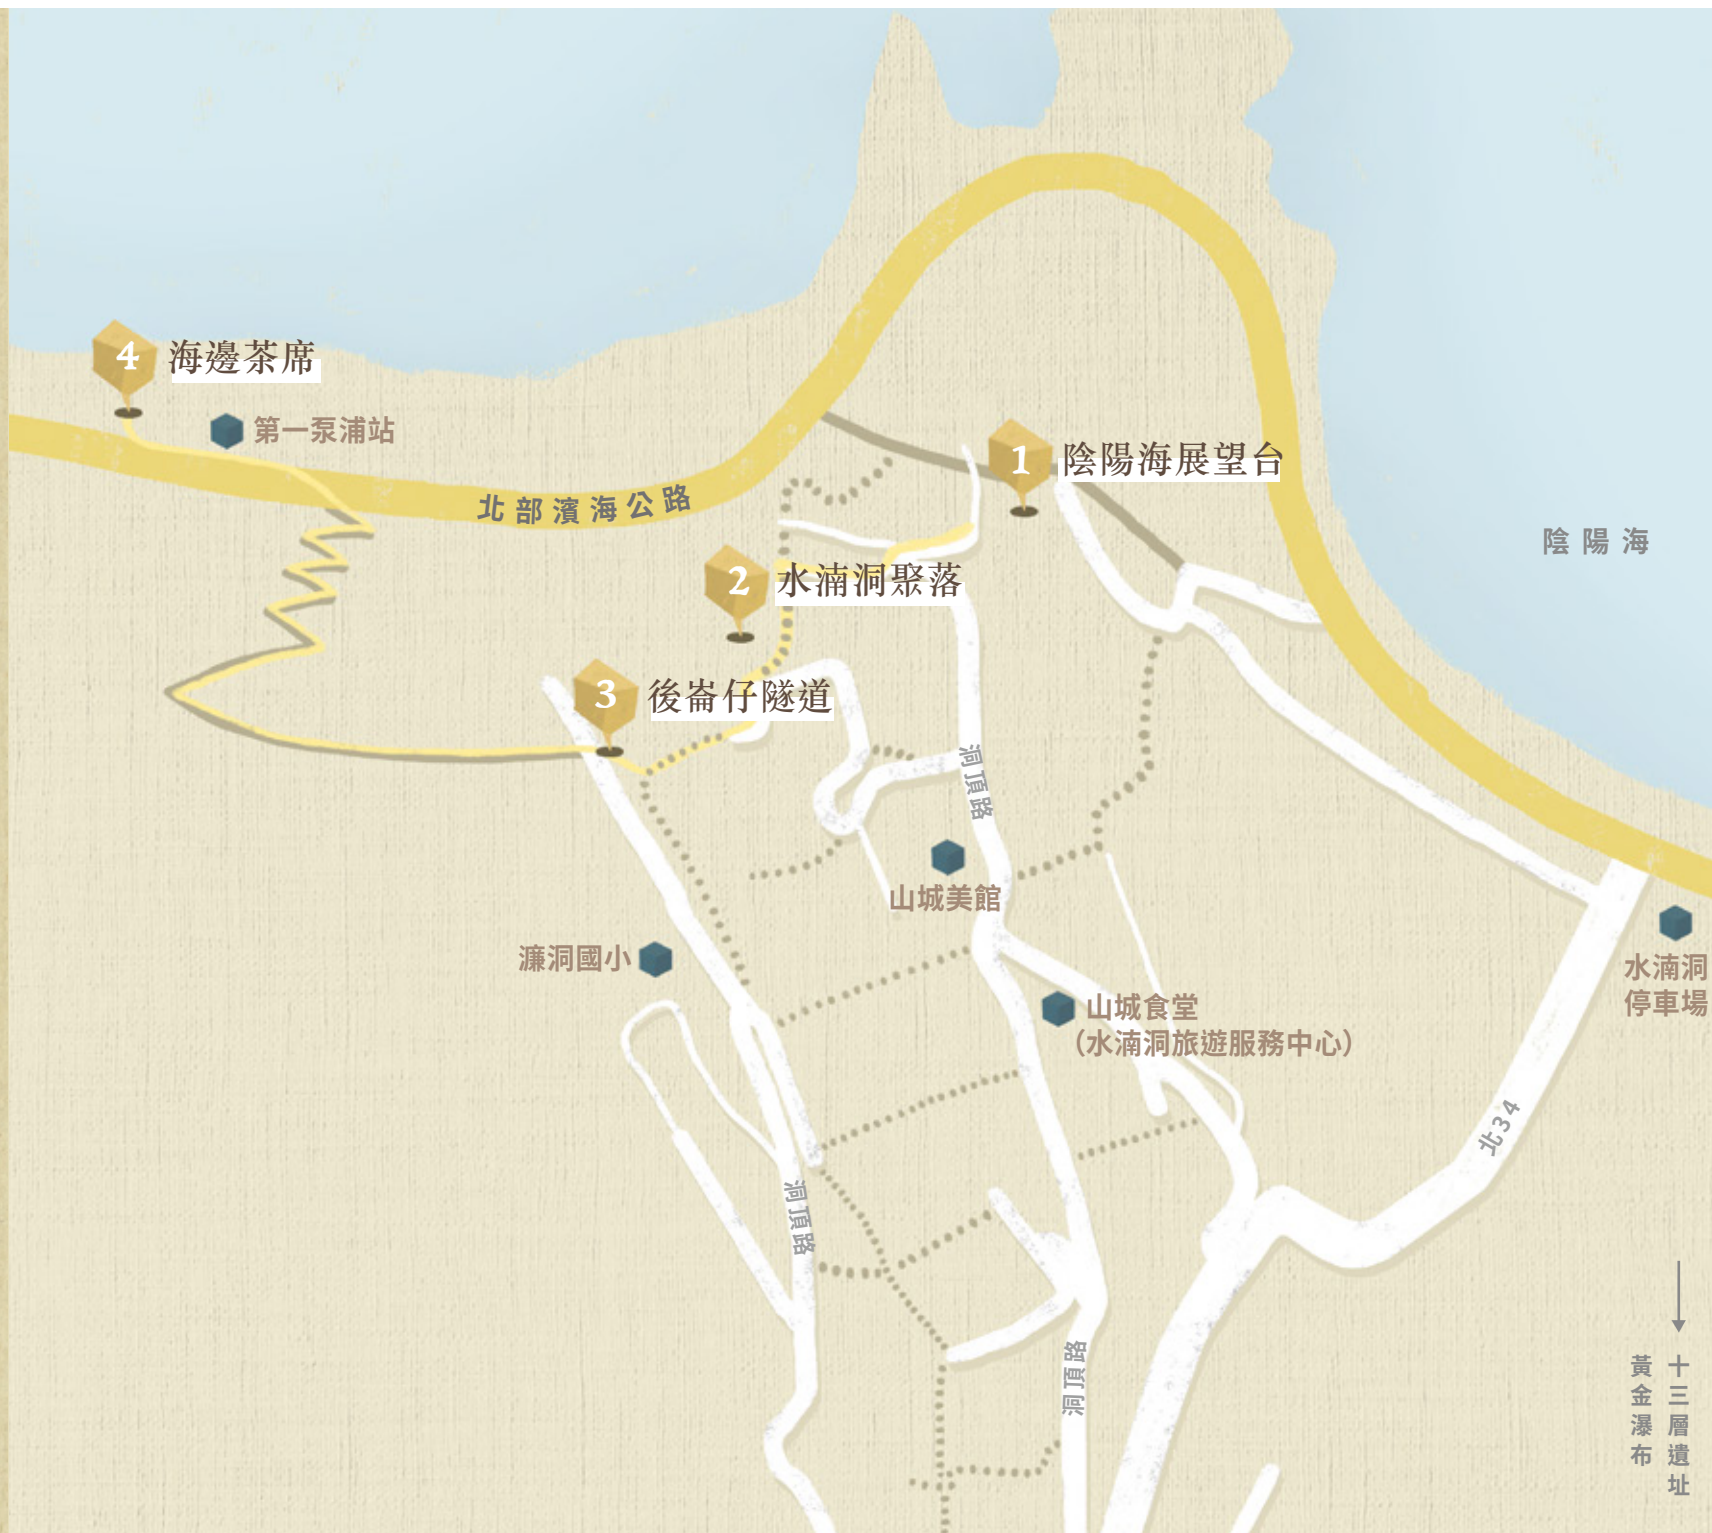 4 海邊茶席
第一泵浦站
北部濱海公路
1 陰陽海展望台
陰陽海
2 水湳洞聚落
3 後崙仔隧道
洞頂路
山城美館
濂洞國小
水湳洞
停車場
山城食堂
(水湳洞旅遊服務中心)
北34
洞頂路
洞頂路
十三層遺址
黃金瀑布